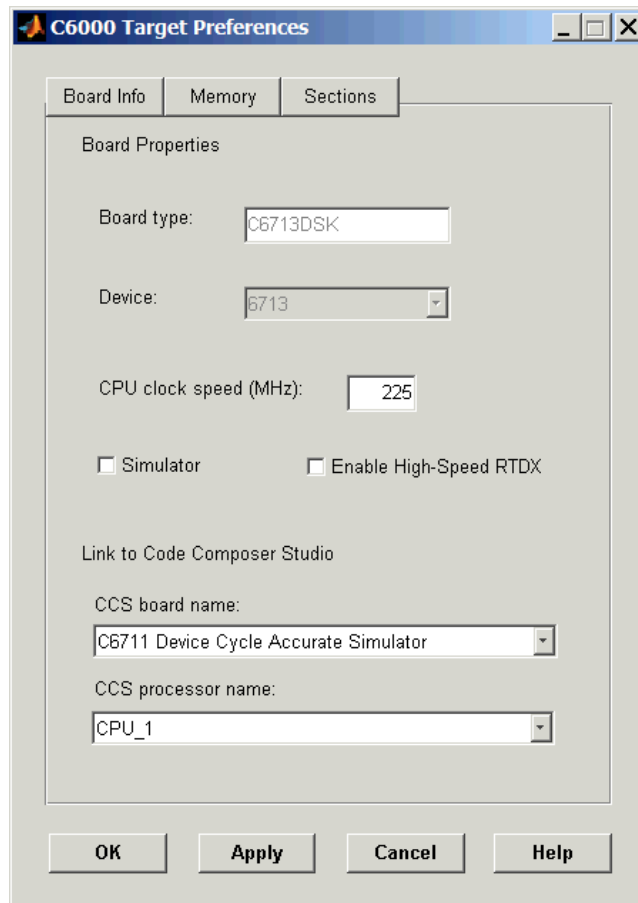 C6000 Target Preferences
Board Info Memory Sections
Board Properties
Board type: C6713DSK
Device: 6713
CPU clock speed (MHz): 225
Simulator Enable High-Speed RTDX
Link to Code Composer Studio
CCS board name:
C6711 Device Cycle Accurate Simulator
CCS processor name:
CPU_1
OK Apply Cancel Help